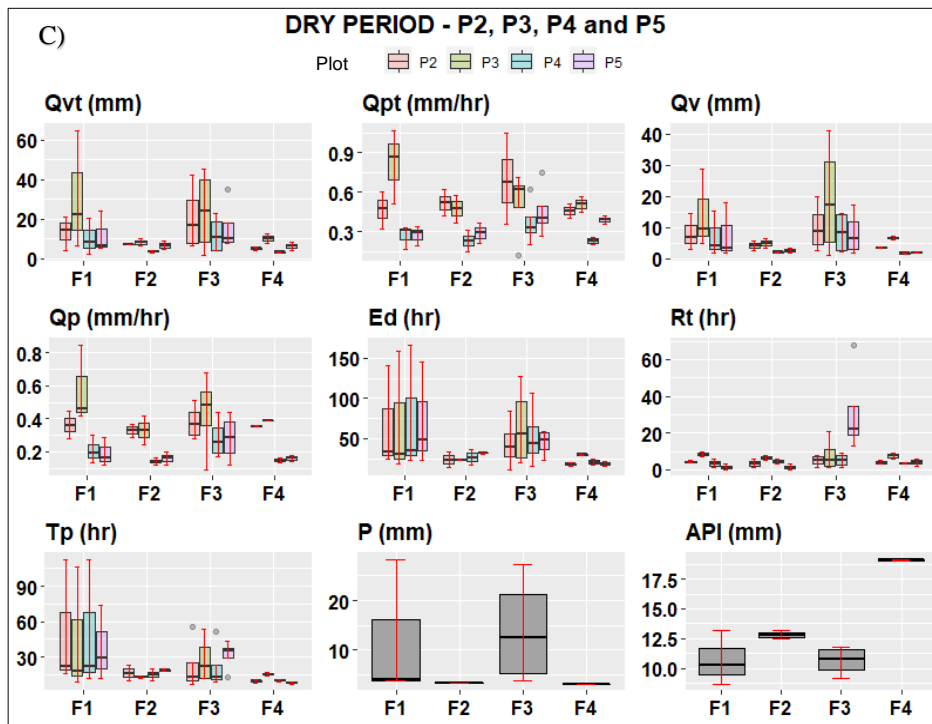 C)
DRY PERIOD - P2, P3, P4 and P5
Plot P2 P3 P4 P5
Qvt (mm) Qpt (mm/hr) Qv (mm)
60
40
20
0
F1 F2 F3 F4
0.9
0.6
0.3
F1 F2 F3 F4
40
30
20
10
0
F1 F2 F3 F4
Qp (mm/hr) Ed (hr) Rt (hr)
0.8
0.6
0.4
0.2
F1 F2 F3 F4
150
100
50
F1 F2 F3 F4
60
40
20
0
F1 F2 F3 F4
Tp (hr) P (mm) API (mm)
90
60
30
F1 F2 F3 F4
20
10
F1 F2 F3 F4
17.5
15.0
12.5
10.0
F1 F2 F3 F4